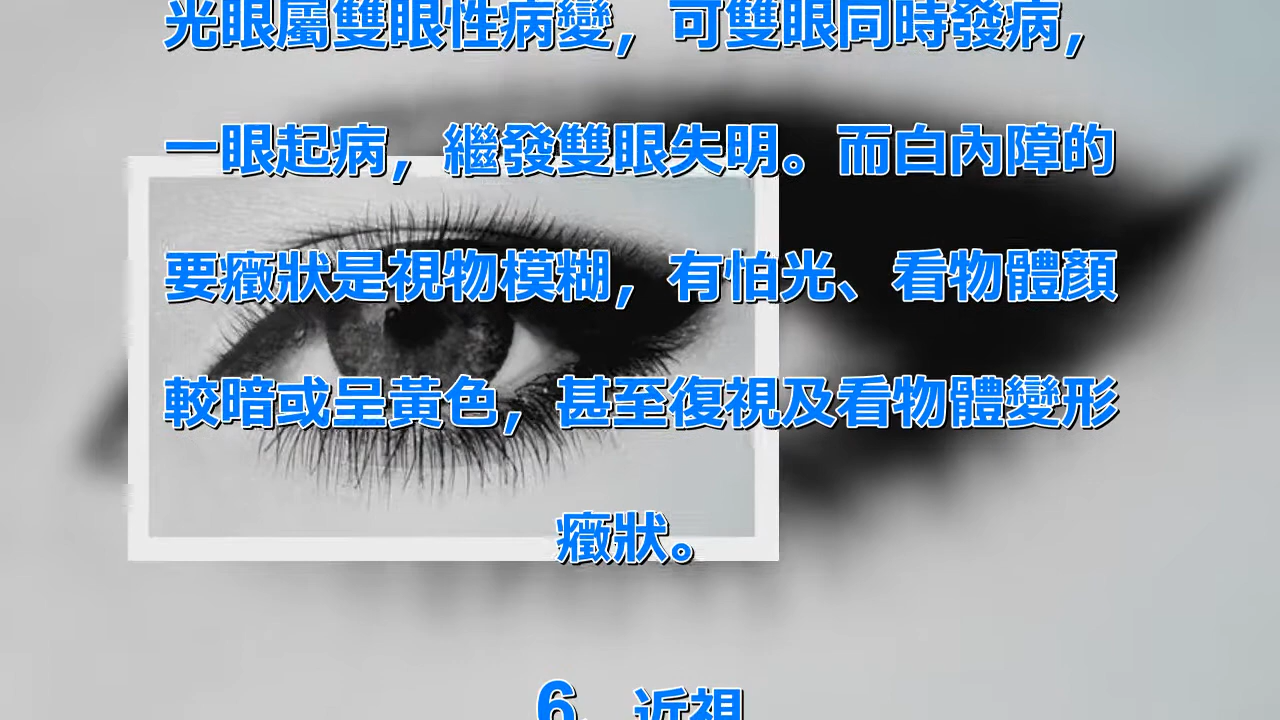 光眼屬雙眼性病變，可雙眼同時發病，
一眼起病，繼發雙眼失明。而白內障的
要癥狀是視物模糊，有怕光、看物體顏
較暗或呈黃色，甚至復視及看物體變形
癥狀。
6、近視